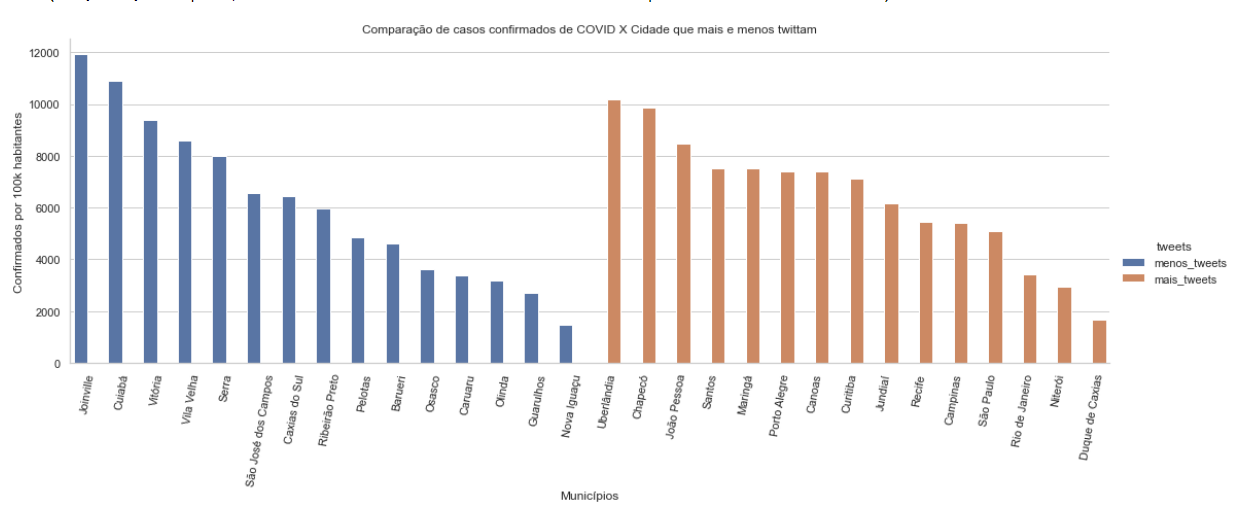 Comparação de casos confirmados de COVID X Cidade que mais e menos twittam
Confirmados por 100k habitantes
12000
10000
8000
6000
4000
2000
0
Joinville
Cuiabá
Vitória
Vila Velha
Serra
São José dos Campos
Caxias do Sul
Ribeirão Preto
Pelotas
Barueri
Osasco
Caruaru
Olinda
Guarulhos
Nova Iguaçu
Uberlândia
Chapecó
João Pessoa
Santos
Maringá
Porto Alegre
Canoas
Curitiba
Jundiaí
Recife
Campinas
São Paulo
Rio de Janeiro
Niterói
Duque de Caxias
Municípios
tweets
menos_tweets
mais_tweets